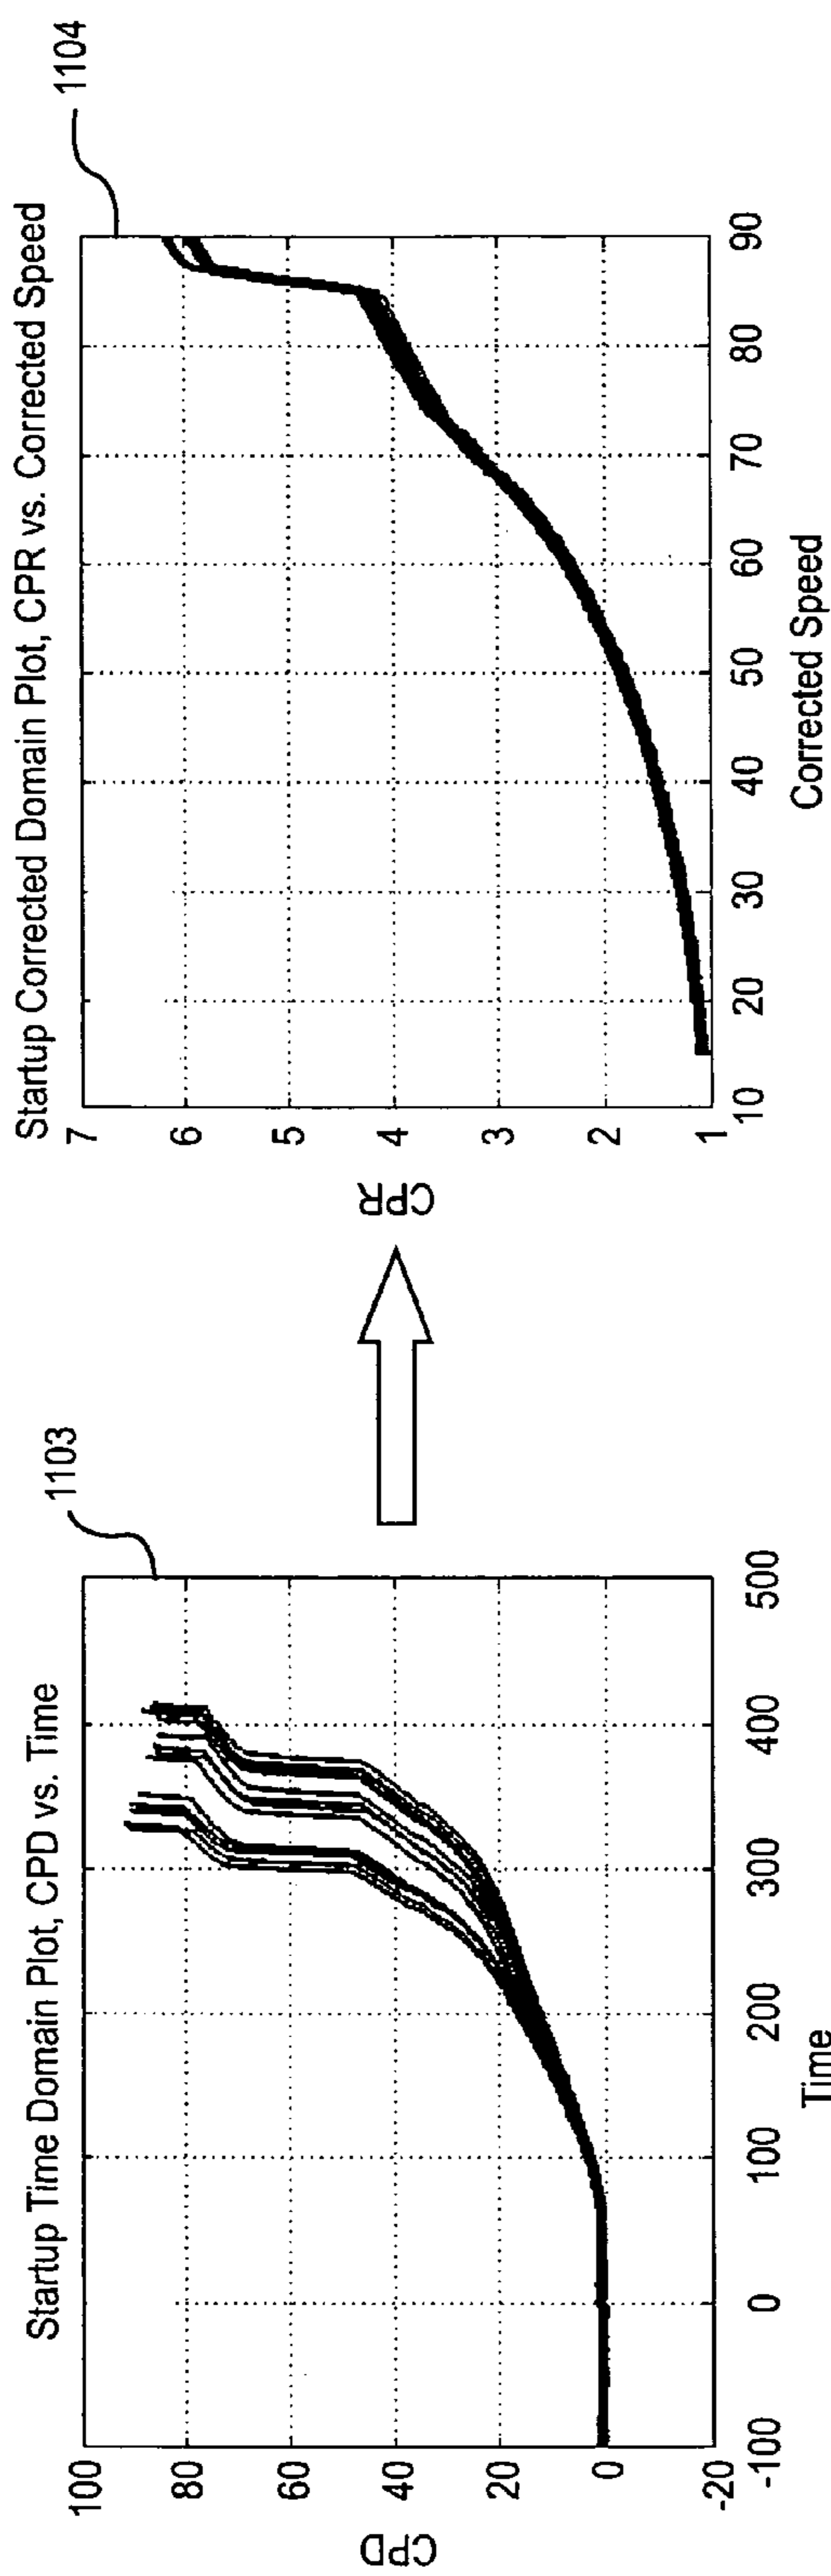 Startup Time Domain Plot, CPD vs. Time
1103
100
80
60
40
20
0
-20
CPD
-100 0 100 200 300 400 500
Time
Startup Corrected Domain Plot, CPR vs. Corrected Speed
1104
7
6
5
4
3
2
1
CPR
10 20 30 40 50 60 70 80 90
Corrected Speed